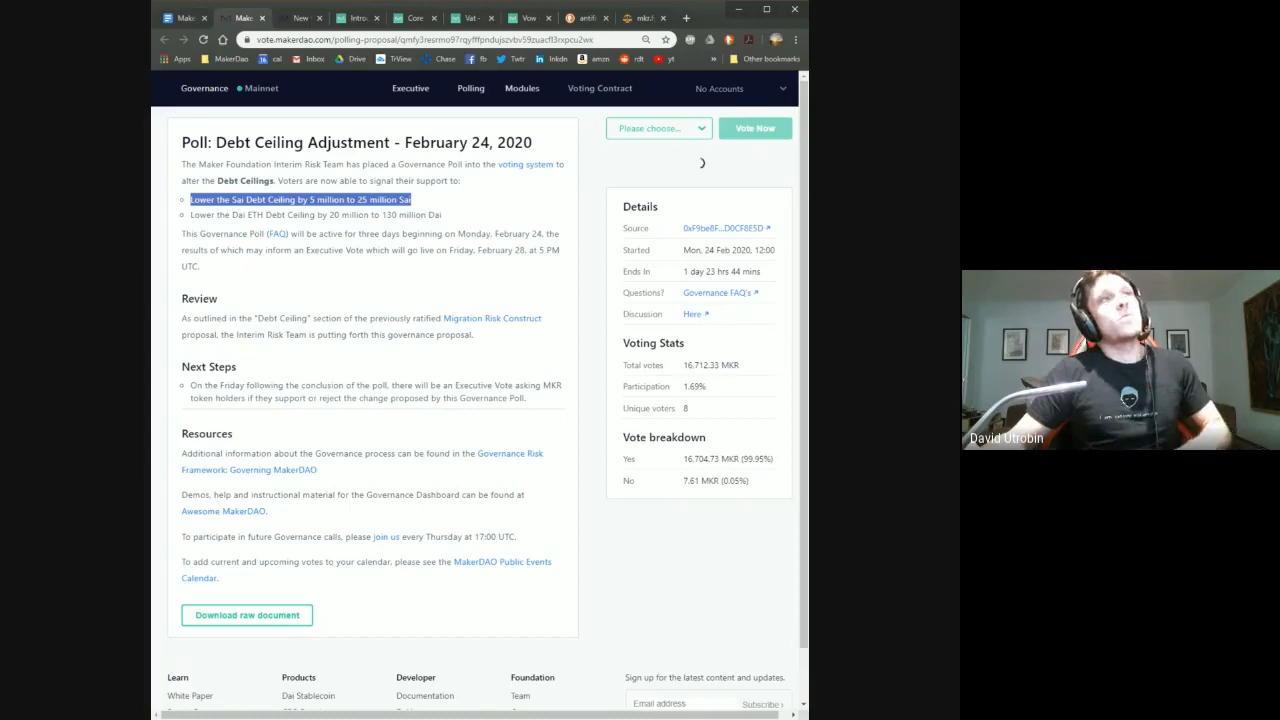 Make
Make
New
Introd
Core
Vat -
Vow
antifr
mkr.
vote.makerdao.com/polling-proposal/qmfy3resrmo97rqyfffpndujszvbv59zuacfl3rxpcu2wx
Apps MakerDao cal Inbox Drive TrView Chase fb Twtr lnkdn amzn rdt yt » Other bookmarks
Governance Mainnet Executive Polling Modules Voting Contract No Accounts
Poll: Debt Ceiling Adjustment - February 24, 2020
The Maker Foundation Interim Risk Team has placed a Governance Poll into the voting system to
alter the Debt Ceilings. Voters are now able to signal their support to:
Lower the Sai Debt Ceiling by 5 million to 25 million Sai
Lower the Dai ETH Debt Ceiling by 20 million to 130 million Dai
This Governance Poll (FAQ) will be active for three days beginning on Monday, February 24, the
results of which may inform an Executive Vote which will go live on Friday, February 28, at 5 PM
UTC.
Review
As outlined in the "Debt Ceiling" section of the previously ratified Migration Risk Construct
proposal, the Interim Risk Team is putting forth this governance proposal.
Next Steps
On the Friday following the conclusion of the poll, there will be an Executive Vote asking MKR
token holders if they support or reject the change proposed by this Governance Poll.
Resources
Additional information about the Governance process can be found in the Governance Risk
Framework: Governing MakerDAO
Demos, help and instructional material for the Governance Dashboard can be found at
Awesome MakerDAO.
To participate in future Governance calls, please join us every Thursday at 17:00 UTC.
To add current and upcoming votes to your calendar, please see the MakerDAO Public Events
Calendar.
Download raw document
Please choose... Vote Now
Details
Source 0xF9be8F...D0CF8E5D
Started Mon, 24 Feb 2020, 12:00
Ends In 1 day 23 hrs 44 mins
Questions? Governance FAQ's
Discussion Here
Voting Stats
Total votes 16,712.33 MKR
Participation 1.69%
Unique voters 8
Vote breakdown
Yes 16,704.73 MKR (99.95%)
No 7.61 MKR (0.05%)
Learn Products Developer Foundation Sign up for the latest content and updates.
White Paper Dai Stablecoin Documentation Team Email address Subscribe ›
David Utrobin